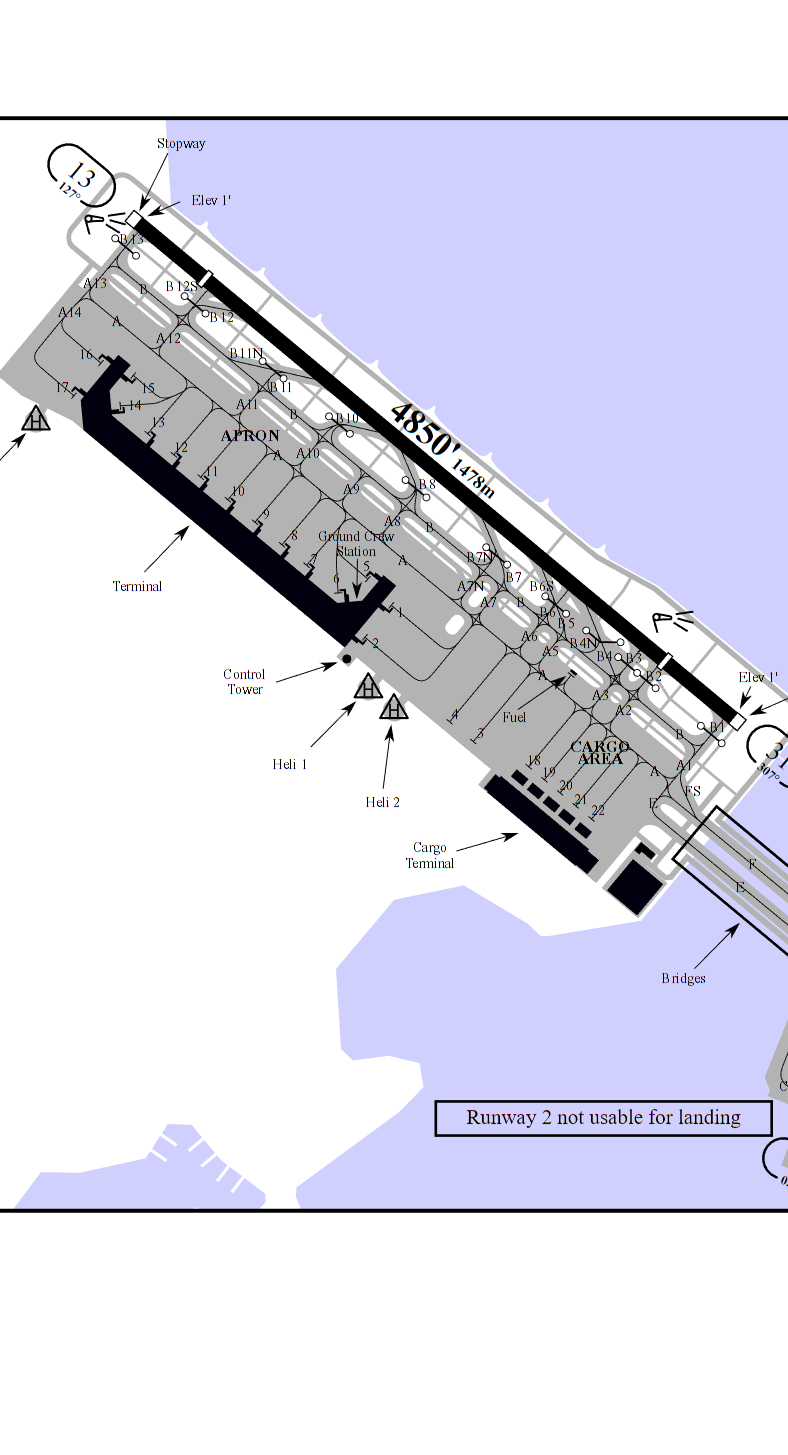 Stopway
13
127°
Elev 1'
B13
A13
B
B12S
A14
A
B12
A12
B11N
16
17
15
B11
14
A11
B
B10
4850' 1478m
13
APRON
12
A
A10
11
B8
10
A9
9
A8
B
8
Ground Crew
Station
7
A
B7N
5
B7
Terminal
6
A7N
B6S
A7
B
1
B6
B5
A6
2
B4N
A5
B4
B3
Control
Tower
A
B2
Elev 1'
A3
4
Fuel
A2
3
B1
B
CARGO
AREA
31
307°
Heli 1
18
19
A
A1
20
FS
21
E
22
Heli 2
H
H
H
Cargo
Terminal
F
E
Bridges
C
Runway 2 not usable for landing